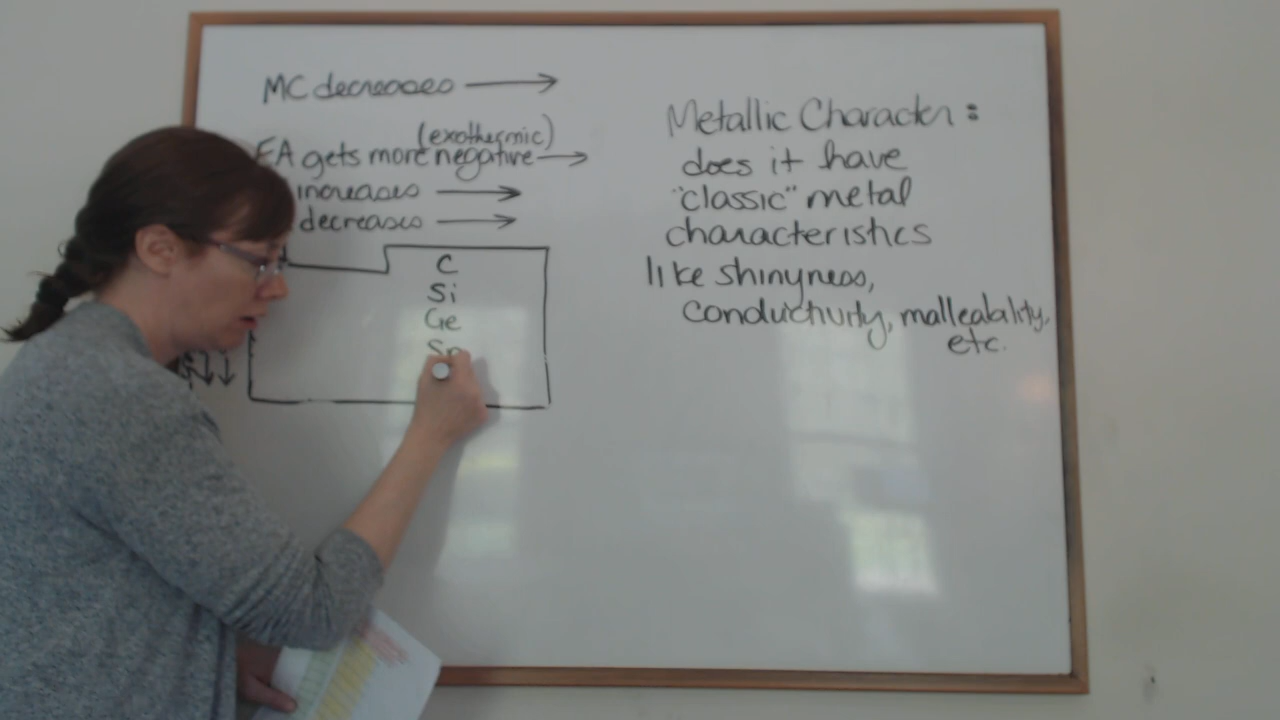 MC decreases
(exothermic)
EA gets more negative
increases
decreases
C
Si
Ge
Sn
Metallic Character:
does it have
"classic" metal
characteristics
like shinyness,
conductivity, malleability,
etc.